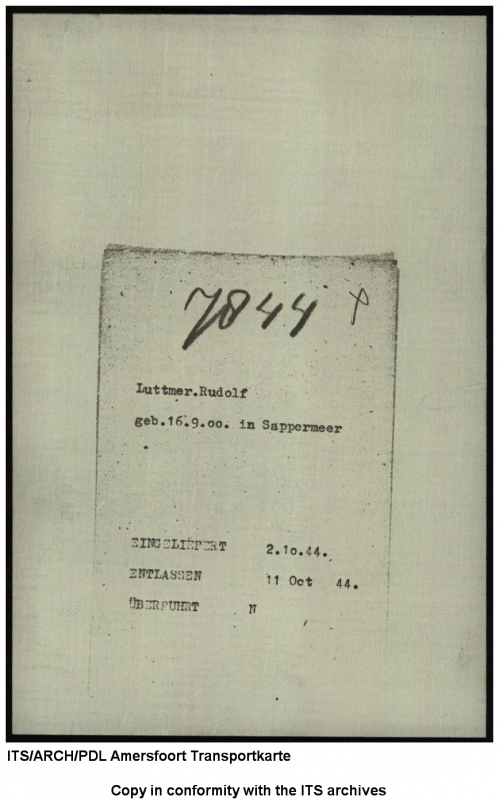 7844 x
Luttmer.Rudolf
geb.16.9.oo. in Sappermeer
EINGELIEFERT 2.1o.44.
ENTLASSEN 11 Oct 44.
ÜBERFUHRT N
ITS/ARCH/PDL Amersfoort Transportkarte
Copy in conformity with the ITS archives